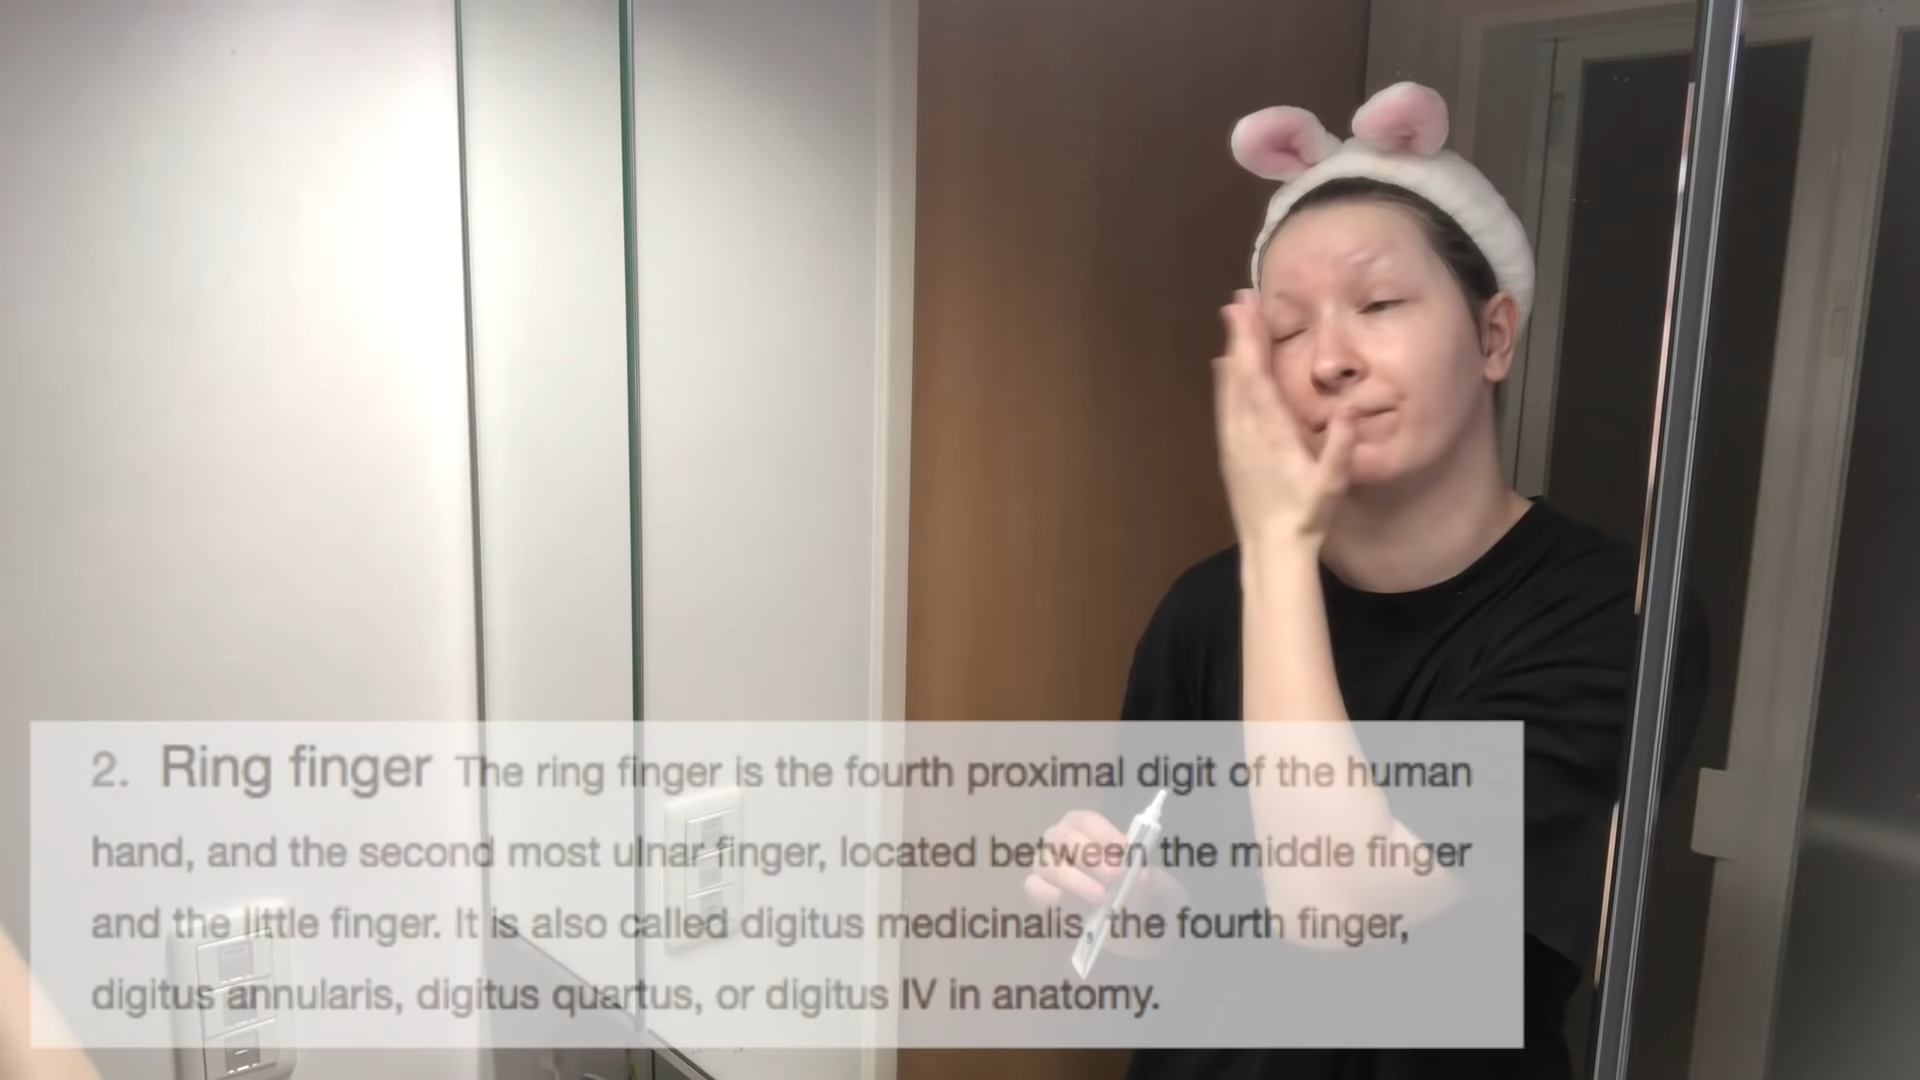 2. Ring finger The ring finger is the fourth proximal digit of the human
hand, and the second most ulnar finger, located between the middle finger
and the little finger. It is also called digitus medicinalis, the fourth finger,
digitus annularis, digitus quartus, or digitus IV in anatomy.